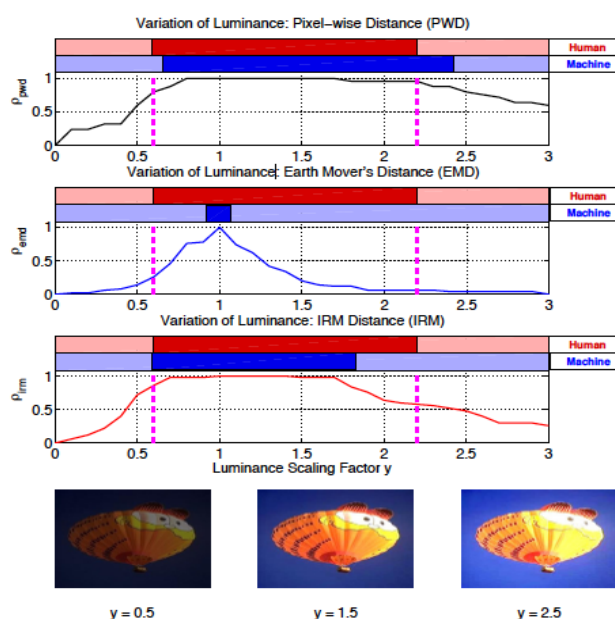 Variation of Luminance: Pixel-wise Distance (PWD)
Human
Machine
ρpwd
1
0.5
0
0 0.5 1 1.5 2 2.5 3
Variation of Luminance: Earth Mover's Distance (EMD)
Human
Machine
ρemd
1
0.5
0
0 0.5 1 1.5 2 2.5 3
Variation of Luminance: IRM Distance (IRM)
Human
Machine
ρirm
1
0.5
0
0 0.5 1 1.5 2 2.5 3
Luminance Scaling Factor y
y = 0.5 y = 1.5 y = 2.5